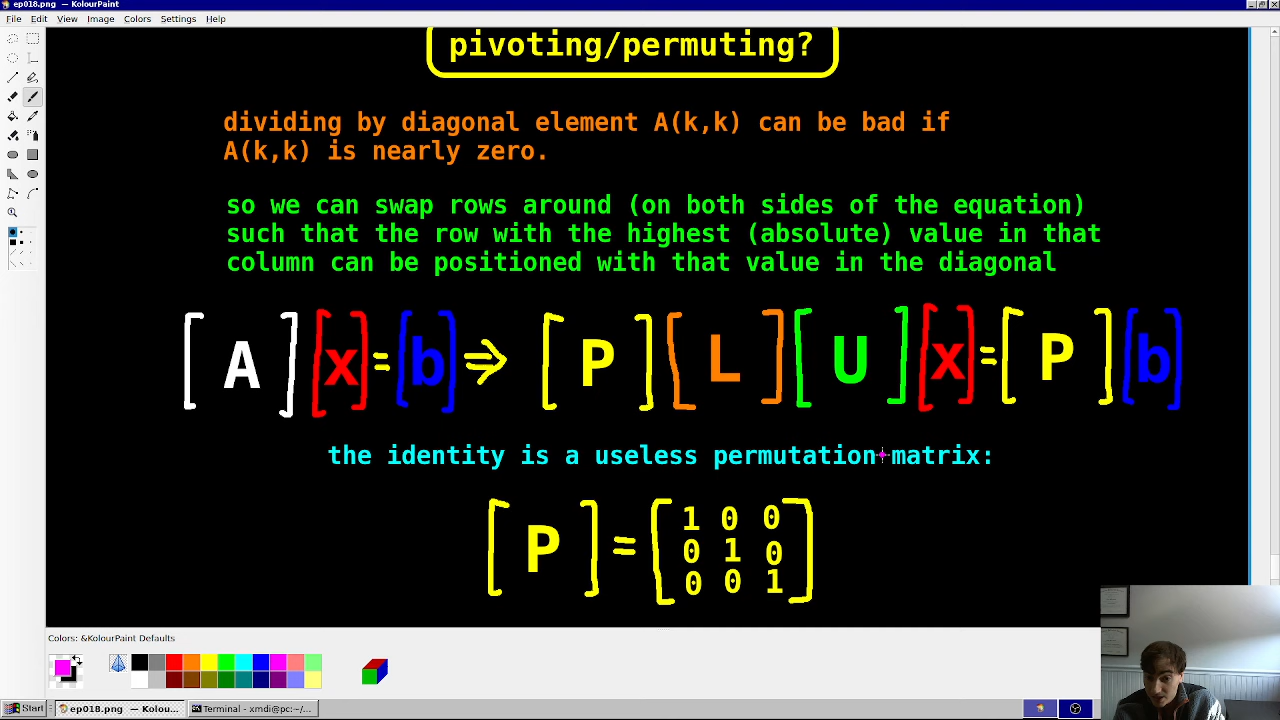 ep018.png — KolourPaint
File Edit View Image Colors Settings Help
pivoting/permuting?
dividing by diagonal element A(k,k) can be bad if
A(k,k) is nearly zero.
so we can swap rows around (on both sides of the equation)
such that the row with the highest (absolute) value in that
column can be positioned with that value in the diagonal
[A][x]=[b]⇒[P][L][U][x]=[P][b]
the identity is a useless permutation matrix:
[P]=
1 0 0
0 1 0
0 0 1
Colors: &KolourPaint Defaults
Start ep018.png — Kolou... Terminal - xmdi@pc:~/...